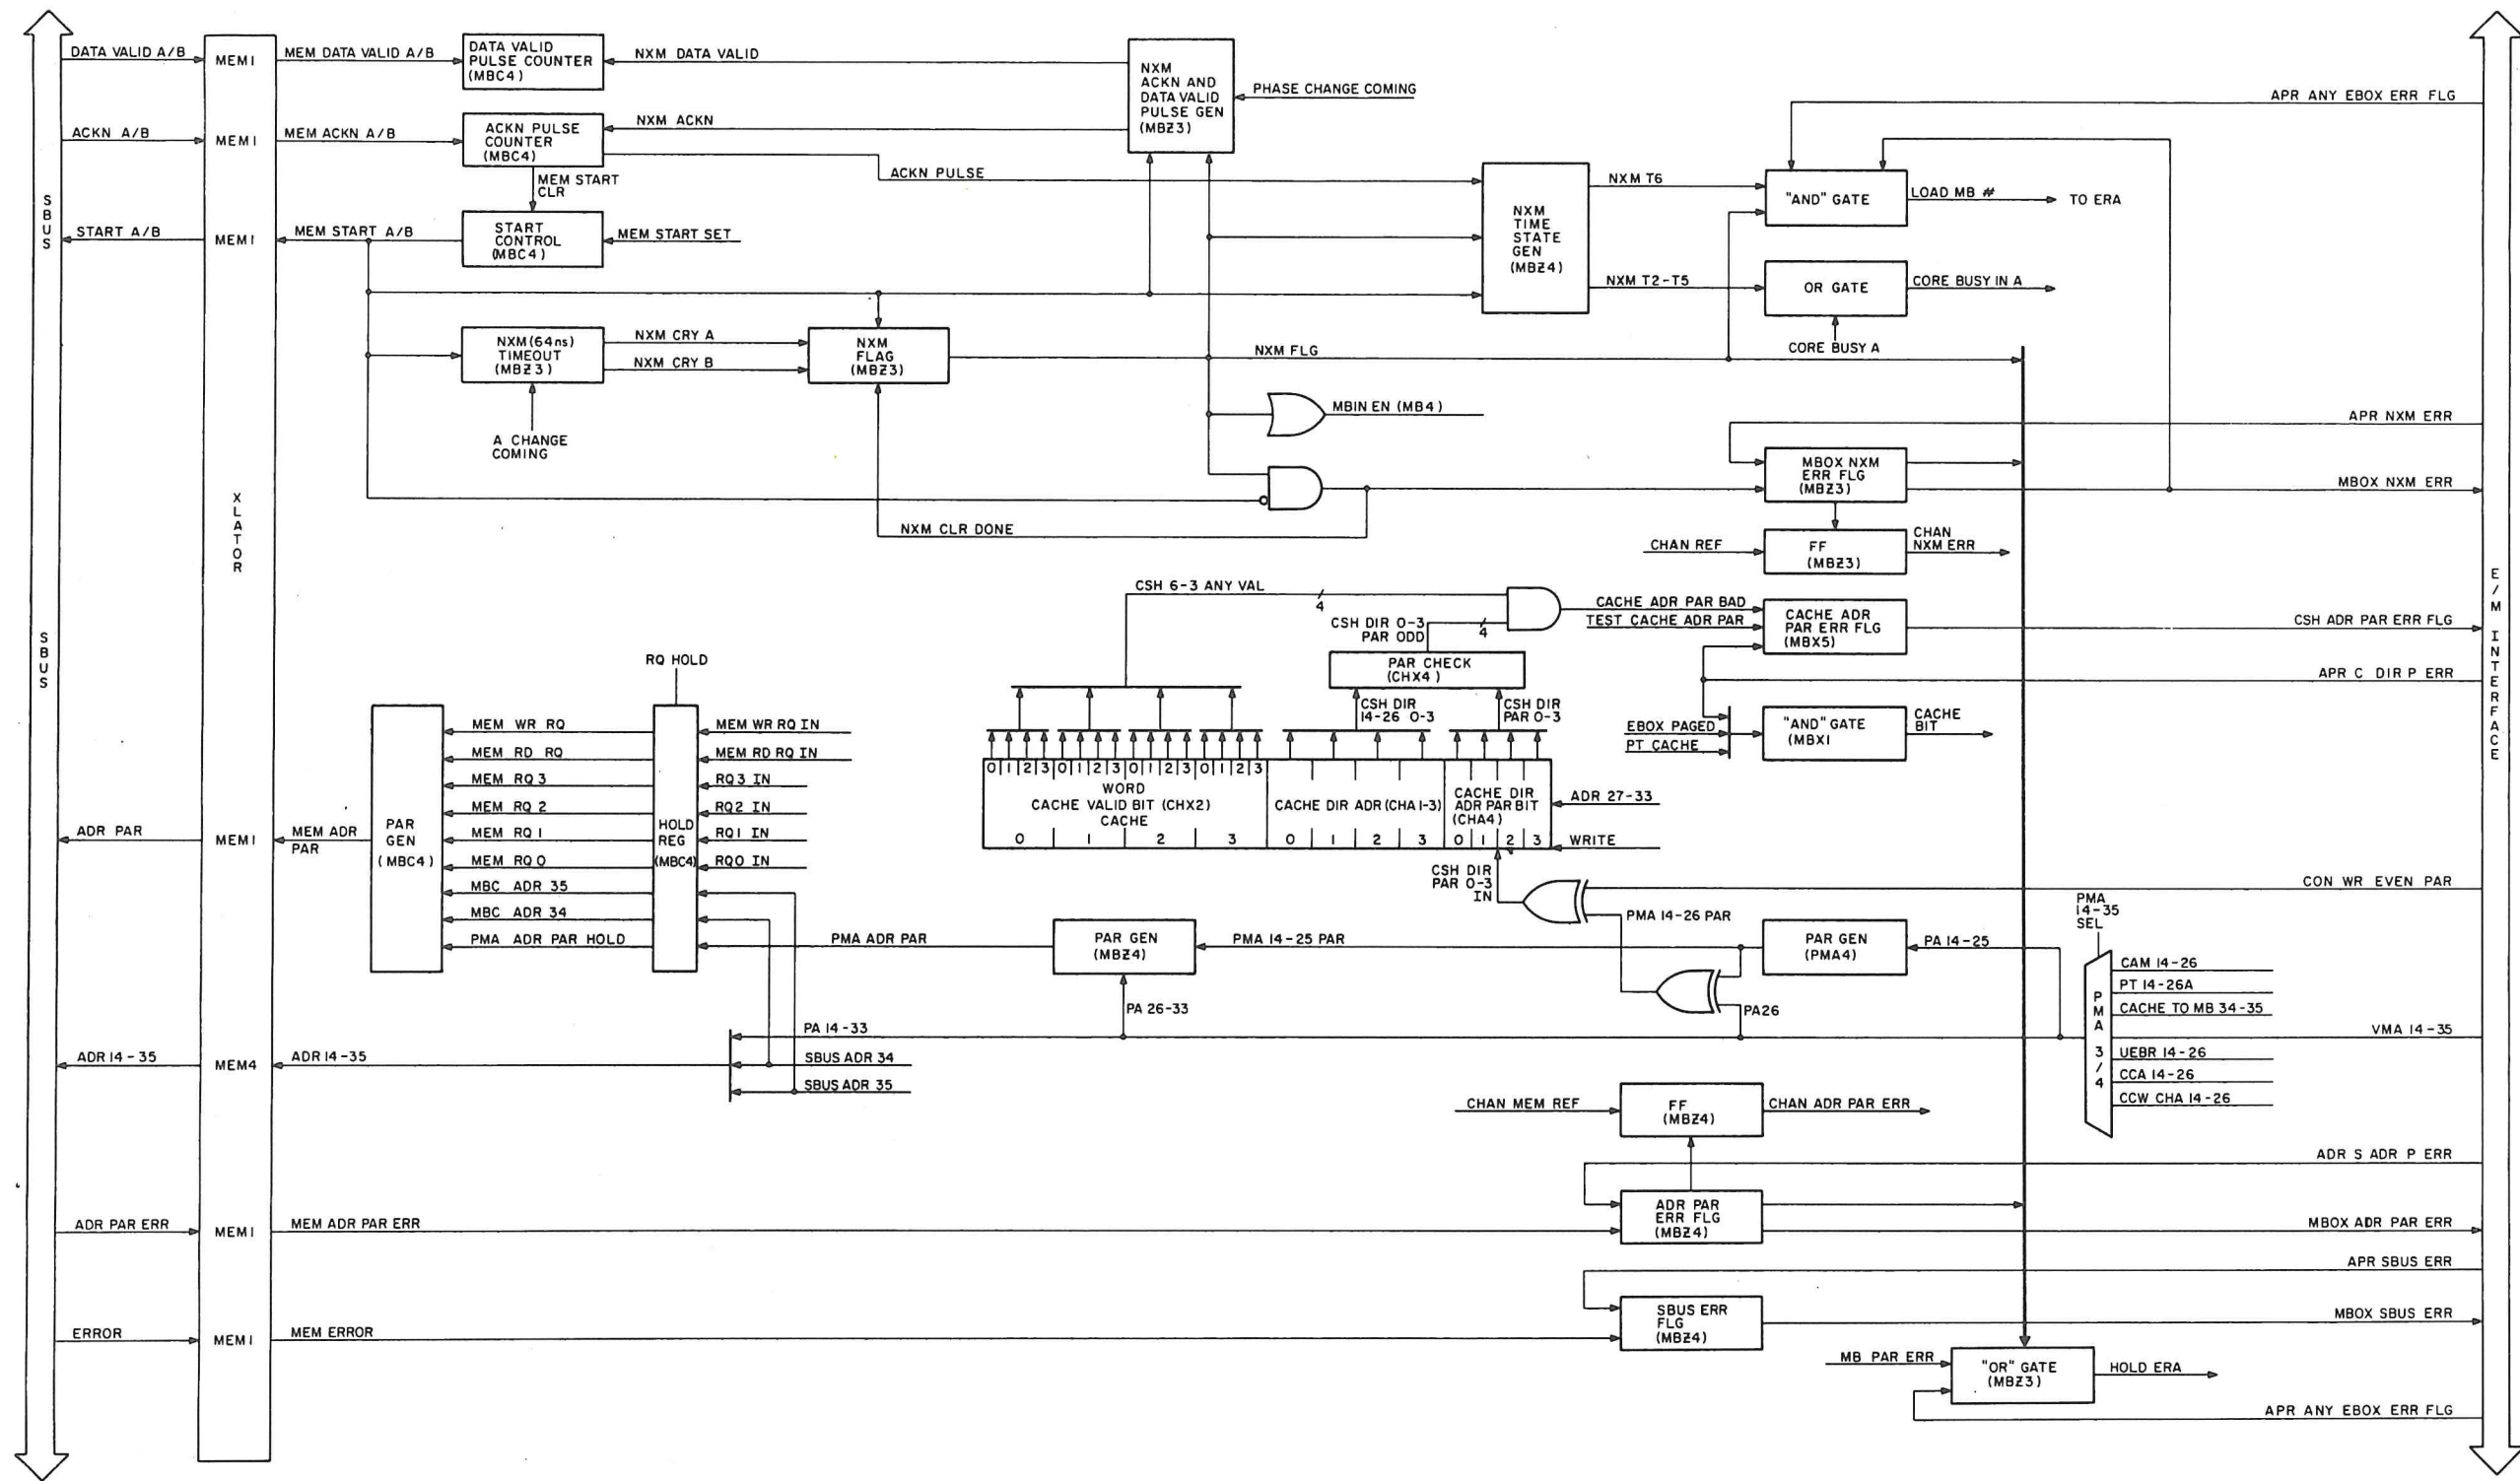 DATA VALID A/B
MEM1
MEM DATA VALID A/B
DATA VALID
PULSE COUNTER
(MBC4)
NXM DATA VALID
NXM
ACKN AND
DATA VALID
PULSE GEN
(MBZ3)
PHASE CHANGE COMING
APR ANY EBOX ERR FLG
ACKN A/B
MEM1
MEM ACKN A/B
ACKN PULSE
COUNTER
(MBC4)
NXM ACKN
ACKN PULSE
MEM START
CLR
SBUS
START A/B
MEM1
MEM START A/B
START
CONTROL
(MBC4)
MEM START SET
NXM
TIME
STATE
GEN
(MBZ4)
NXM T6
"AND" GATE
LOAD MB #
TO ERA
NXM T2-T5
OR GATE
CORE BUSY IN A
CORE BUSY A
NXM(64ns)
TIMEOUT
(MBZ3)
NXM CRY A
NXM CRY B
A CHANGE
COMING
NXM
FLAG
(MBZ3)
NXM FLG
MBIN EN (MB4)
NXM CLR DONE
APR NXM ERR
MBOX NXM
ERR FLG
(MBZ3)
MBOX NXM ERR
CHAN REF
FF
(MBZ3)
CHAN
NXM ERR
XLATOR
E/M INTERFACE
CSH 6-3 ANY VAL
4
CSH DIR 0-3
PAR ODD
4
CACHE ADR PAR BAD
TEST CACHE ADR PAR
CACHE ADR
PAR ERR FLG
(MBX5)
CSH ADR PAR ERR FLG
PAR CHECK
(CHX4)
APR C DIR P ERR
CSH DIR
14-26 0-3
CSH DIR
PAR 0-3
EBOX PAGED
PT CACHE
"AND" GATE
(MBX1
CACHE
BIT
SBUS
RQ HOLD
MEM WR RQ
MEM RD RQ
MEM RQ 3
MEM RQ 2
MEM RQ 1
MEM RQ 0
MBC ADR 35
MBC ADR 34
PMA ADR PAR HOLD
HOLD
REG
(MBC4)
MEM WR RQ IN
MEM RD RQ IN
RQ3 IN
RQ2 IN
RQ1 IN
RQ0 IN
PAR
GEN
(MBC4)
ADR PAR
MEM1
MEM ADR
PAR
0 1 2 3 0 1 2 3 0 1 2 3 0 1 2 3
WORD
CACHE VALID BIT (CHX2)
CACHE
0 1 2 3
CACHE DIR ADR (CHA 1-3)
0 1 2 3
CACHE DIR
ADR PAR BIT
(CHA4)
0 1 2 3
ADR 27-33
WRITE
CSH DIR
PAR 0-3
IN
CON WR EVEN PAR
PMA 14-26 PAR
PMA ADR PAR
PAR GEN
(MBZ4)
PMA 14-25 PAR
PAR GEN
(PMA4)
PA 14-25
PMA
14-35
SEL
PMA 3/4
CAM 14-26
PT 14-26A
CACHE TO MB 34-35
VMA 14-35
UEBR 14-26
CCA 14-26
CCW CHA 14-26
PA 26-33
PA26
PA 14-33
ADR 14-35
MEM4
ADR 14-35
SBUS ADR 34
SBUS ADR 35
CHAN MEM REF
FF
(MBZ4)
CHAN ADR PAR ERR
ADR S ADR P ERR
ADR PAR ERR
MEM1
MEM ADR PAR ERR
ADR PAR
ERR FLG
(MBZ4)
MBOX ADR PAR ERR
APR SBUS ERR
ERROR
MEM1
MEM ERROR
SBUS ERR
FLG
(MBZ4)
MBOX SBUS ERR
MB PAR ERR
"OR" GATE
(MBZ3)
HOLD ERA
APR ANY EBOX ERR FLG